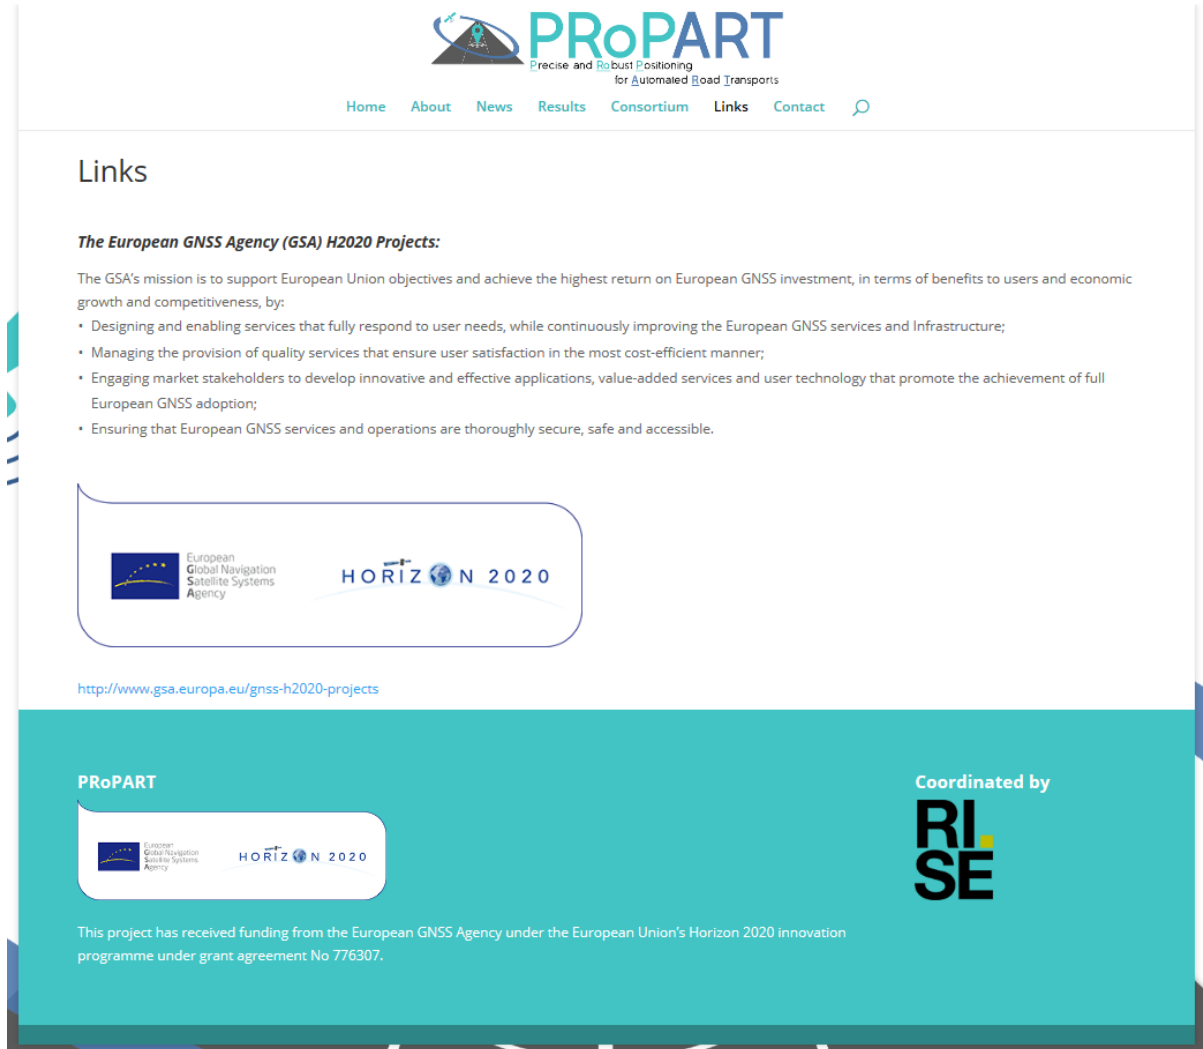 PRoPART
Precise and Robust Positioning
for Automated Road Transports
Home About News Results Consortium Links Contact
Links
The European GNSS Agency (GSA) H2020 Projects:
The GSA's mission is to support European Union objectives and achieve the highest return on European GNSS investment, in terms of benefits to users and economic
growth and competitiveness, by:
• Designing and enabling services that fully respond to user needs, while continuously improving the European GNSS services and Infrastructure;
• Managing the provision of quality services that ensure user satisfaction in the most cost-efficient manner;
• Engaging market stakeholders to develop innovative and effective applications, value-added services and user technology that promote the achievement of full
European GNSS adoption;
• Ensuring that European GNSS services and operations are thoroughly secure, safe and accessible.
European
Global Navigation
Satellite Systems
Agency
HORIZON 2020
http://www.gsa.europa.eu/gnss-h2020-projects
PRoPART
European
Global Navigation
Satellite Systems
Agency
HORIZON 2020
This project has received funding from the European GNSS Agency under the European Union's Horizon 2020 innovation
programme under grant agreement No 776307.
Coordinated by
RI.
SE